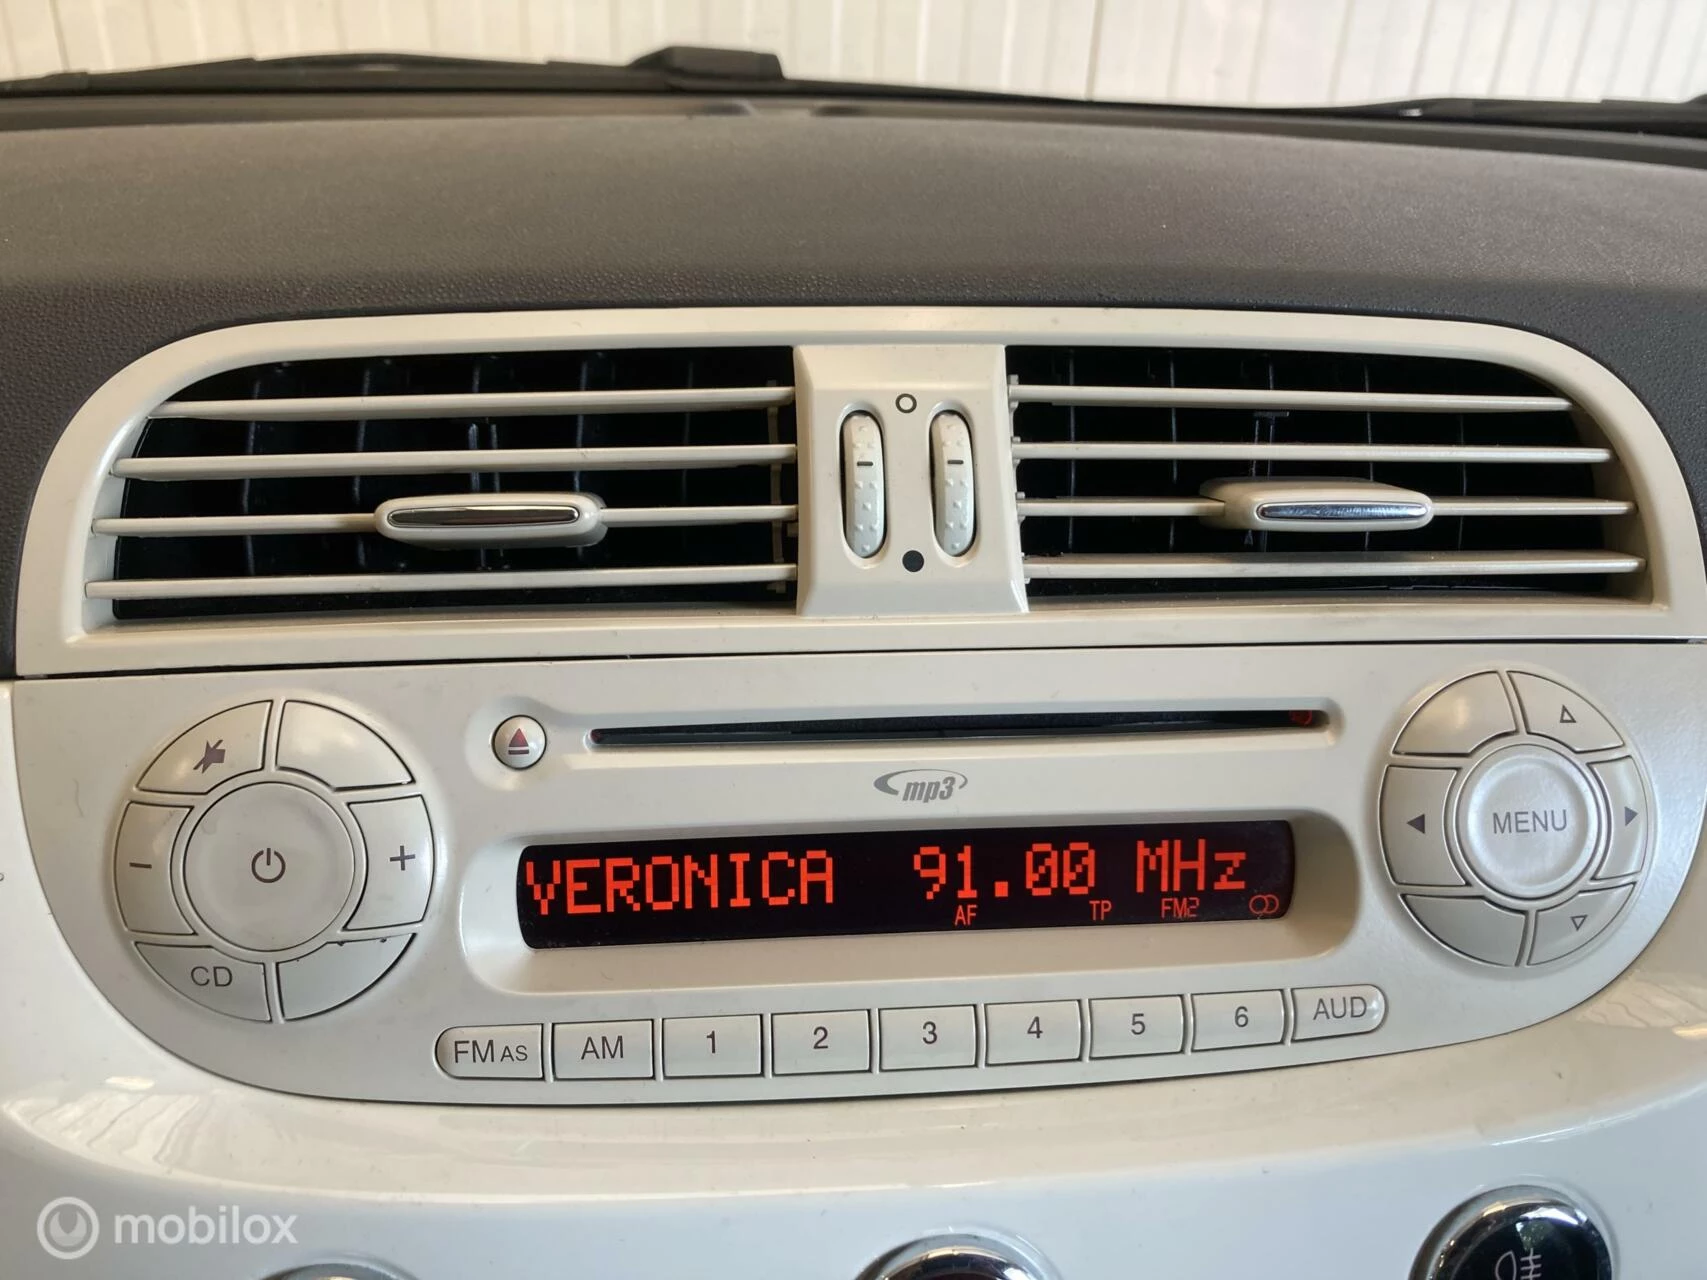 mp3
VERONICA 91.00 MHz
AF TP FM2
MENU
CD
FM AS AM 1 2 3 4 5 6 AUD
mobilox